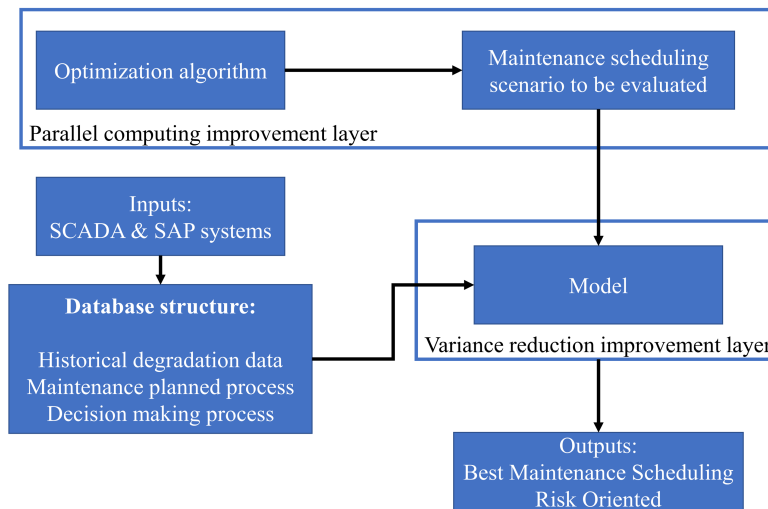 Optimization algorithm
Maintenance scheduling
scenario to be evaluated
Parallel computing improvement layer
Inputs:
SCADA & SAP systems
Database structure:
Historical degradation data
Maintenance planned process
Decision making process
Model
Variance reduction improvement layer
Outputs:
Best Maintenance Scheduling
Risk Oriented